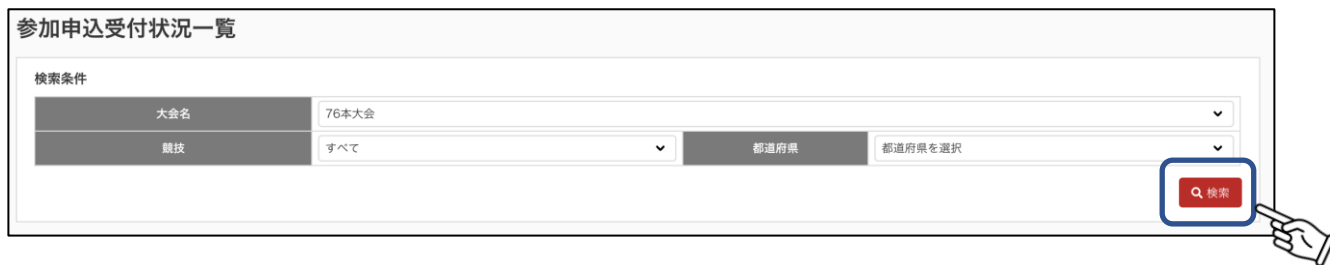 参加申込受付状況一覧
検索条件
大会名 76本大会
競技 すべて 都道府県 都道府県を選択
検索